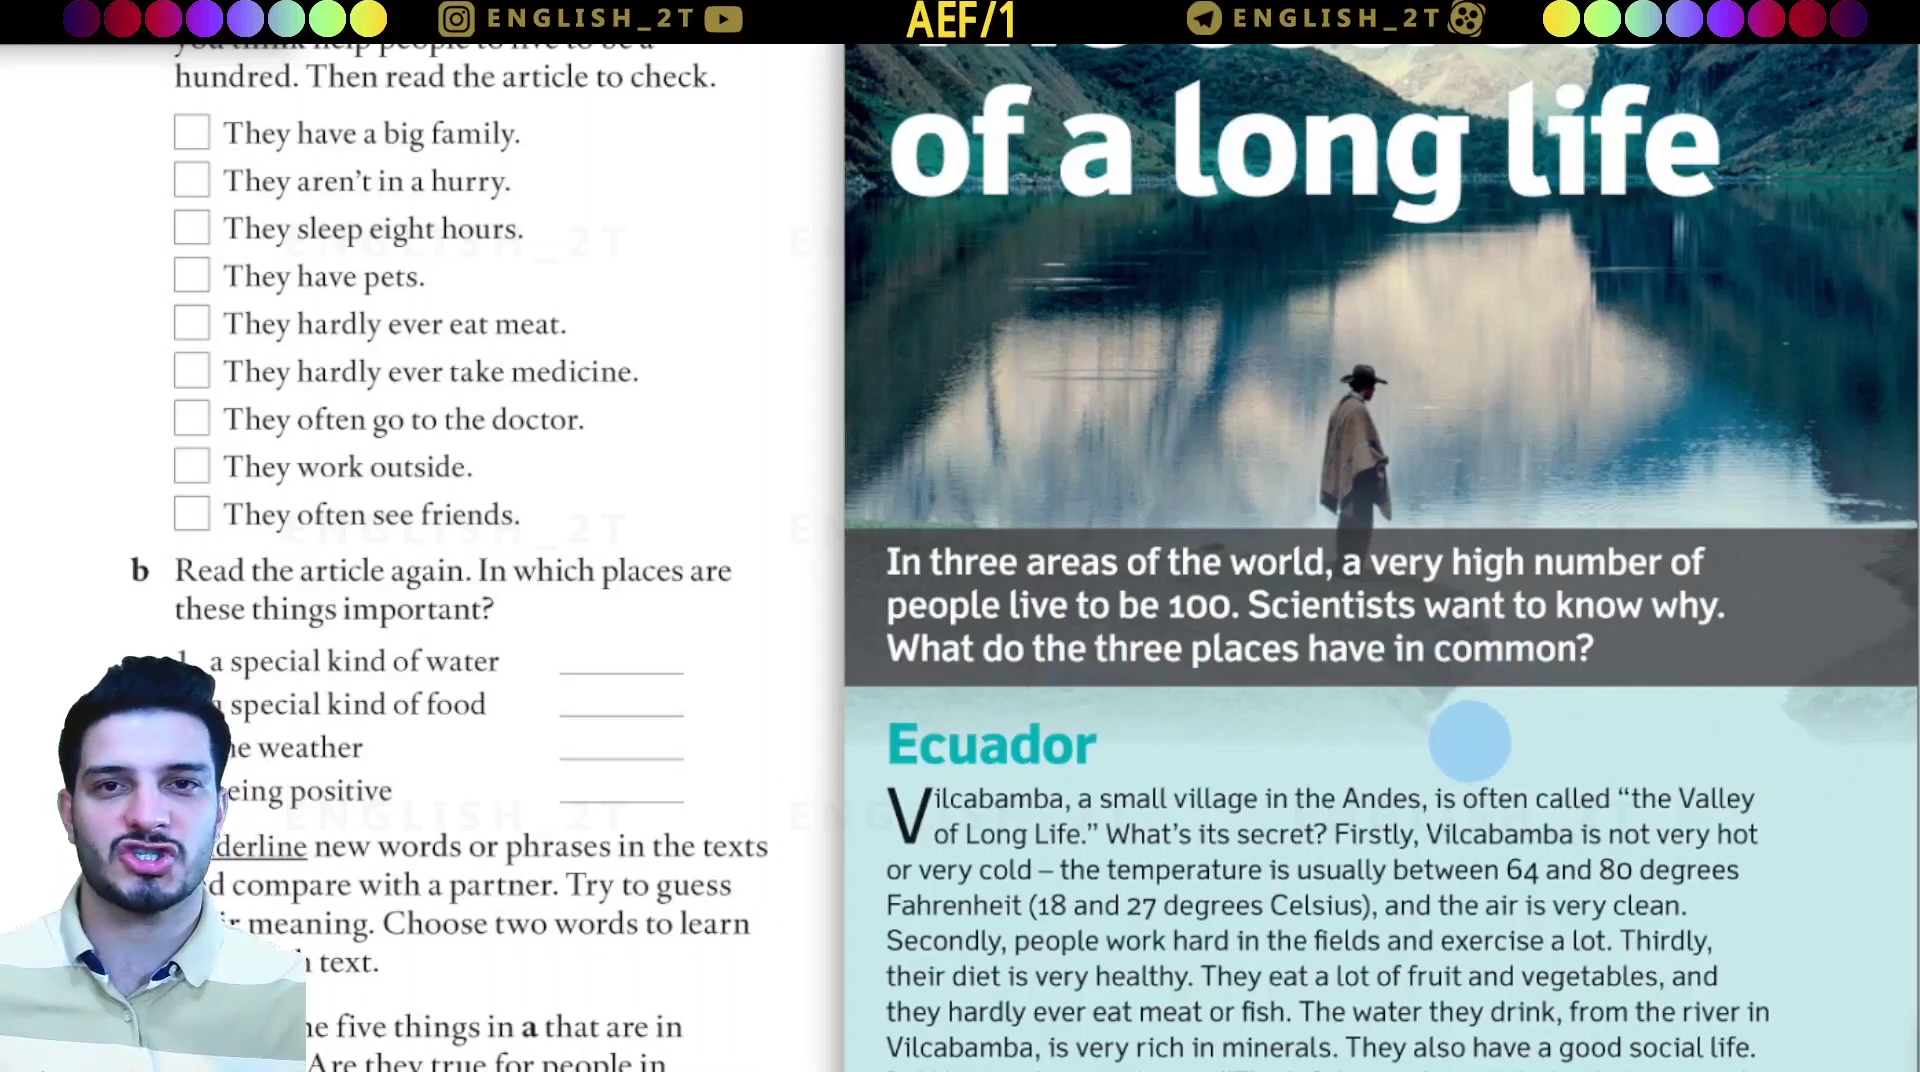 ENGLISH_2T
AEF/1
ENGLISH_2T
you think help people to live to be a
hundred. Then read the article to check.
They have a big family.
They aren't in a hurry.
They sleep eight hours.
They have pets.
They hardly ever eat meat.
They hardly ever take medicine.
They often go to the doctor.
They work outside.
They often see friends.
b Read the article again. In which places are
these things important?
1 a special kind of water
special kind of food
weather
eing positive
derline new words or phrases in the texts
d compare with a partner. Try to guess
meaning. Choose two words to learn
text.
five things in a that are in
Are they true for people in
of a long life
In three areas of the world, a very high number of
people live to be 100. Scientists want to know why.
What do the three places have in common?
Ecuador
Vilcabamba, a small village in the Andes, is often called “the Valley
of Long Life.” What's its secret? Firstly, Vilcabamba is not very hot
or very cold – the temperature is usually between 64 and 80 degrees
Fahrenheit (18 and 27 degrees Celsius), and the air is very clean.
Secondly, people work hard in the fields and exercise a lot. Thirdly,
their diet is very healthy. They eat a lot of fruit and vegetables, and
they hardly ever eat meat or fish. The water they drink, from the river in
Vilcabamba, is very rich in minerals. They also have a good social life.
ENGLISH_2T
ENGLISH_2T
ENGLISH_2T